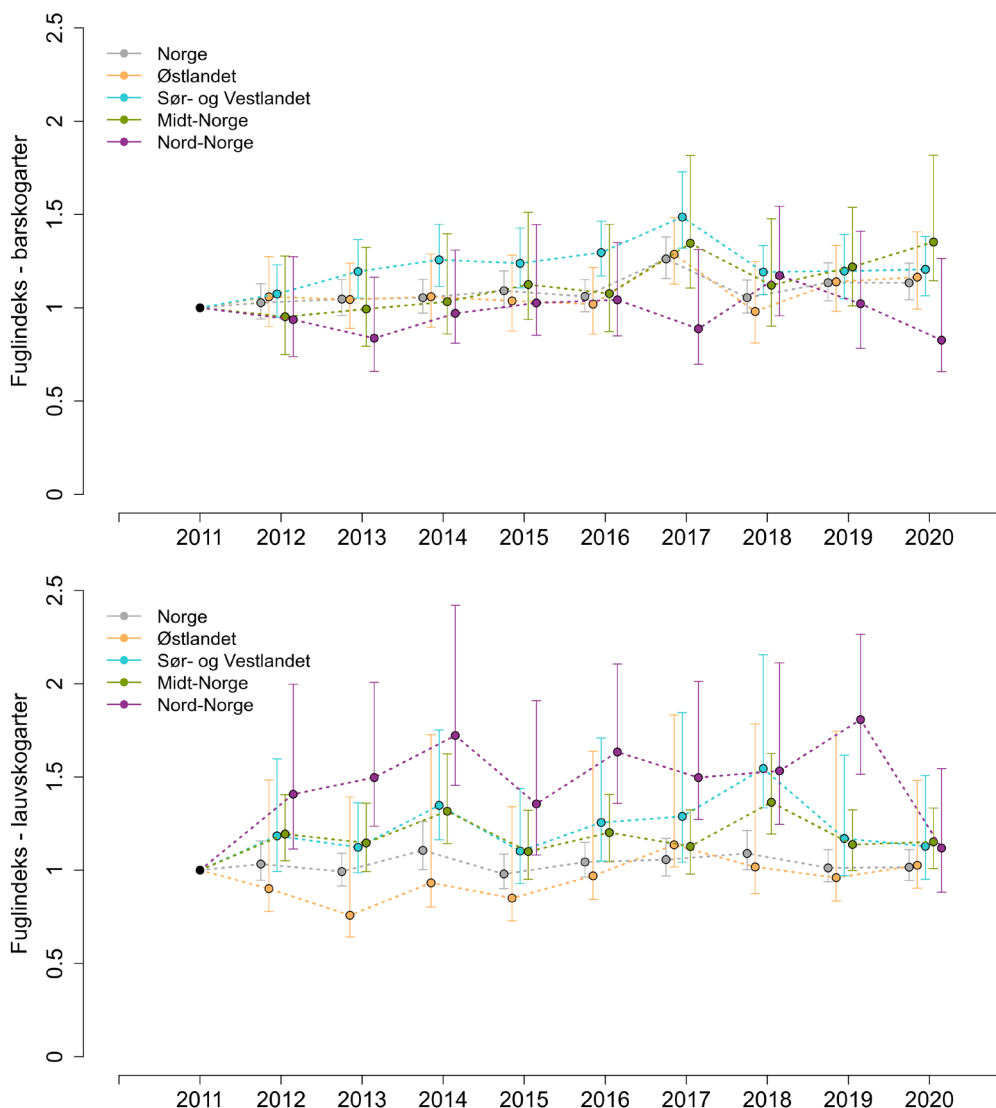 Fuglindeks - barskogarter
2.5
2
1.5
1
0.5
0
Norge
Østlandet
Sør- og Vestlandet
Midt-Norge
Nord-Norge
2011 2012 2013 2014 2015 2016 2017 2018 2019 2020
Fuglindeks - lauvskogarter
2.5
2
1.5
1
0.5
0
Norge
Østlandet
Sør- og Vestlandet
Midt-Norge
Nord-Norge
2011 2012 2013 2014 2015 2016 2017 2018 2019 2020